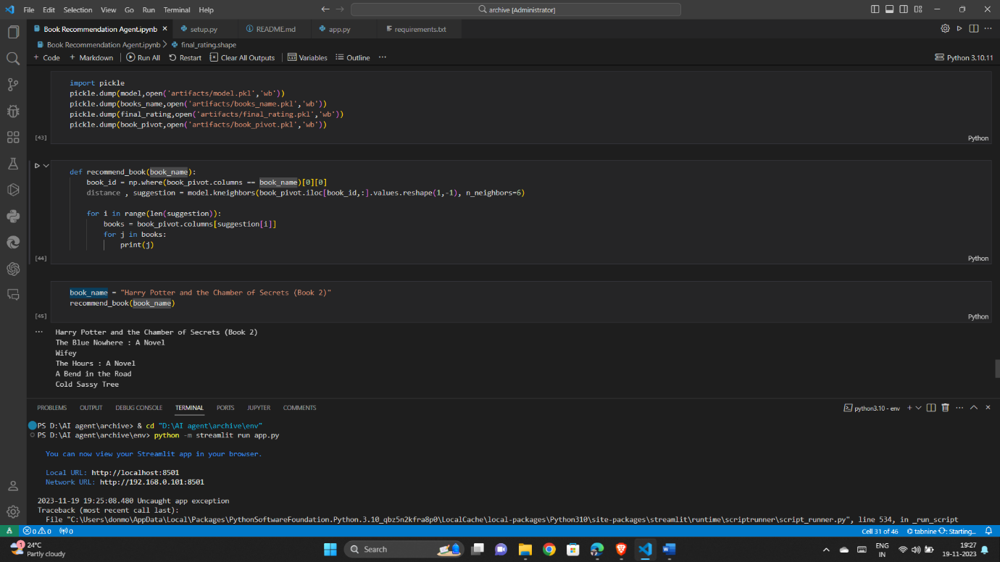 File Edit Selection View Go Run Terminal Help
archive [Administrator]
Book Recommendation Agent.ipynb
setup.py
README.md
app.py
requirements.txt
Book Recommendation Agent.ipynb > final_rating.shape
+ Code + Markdown Run All Restart Clear All Outputs Variables Outline ...
Python 3.10.11
import pickle
pickle.dump(model,open('artifacts/model.pkl','wb'))
pickle.dump(books_name,open('artifacts/books_name.pkl','wb'))
pickle.dump(final_rating,open('artifacts/final_rating.pkl','wb'))
pickle.dump(book_pivot,open('artifacts/book_pivot.pkl','wb'))
[43]
Python
def recommend_book(book_name):
book_id = np.where(book_pivot.columns == book_name)[0][0]
distance , suggestion = model.kneighbors(book_pivot.iloc[book_id,:].values.reshape(1,-1), n_neighbors=6)
for i in range(len(suggestion)):
books = book_pivot.columns[suggestion[i]]
for j in books:
print(j)
[44]
Python
book_name = "Harry Potter and the Chamber of Secrets (Book 2)"
recommend_book(book_name)
[45]
Python
Harry Potter and the Chamber of Secrets (Book 2)
The Blue Nowhere : A Novel
Wifey
The Hours : A Novel
A Bend in the Road
Cold Sassy Tree
PROBLEMS OUTPUT DEBUG CONSOLE TERMINAL PORTS JUPYTER COMMENTS
python3.10 - env
PS D:\AI agent\archive> & cd "D:\AI agent\archive\env"
PS D:\AI agent\archive\env> python -m streamlit run app.py
You can now view your Streamlit app in your browser.
Local URL: http://localhost:8501
Network URL: http://192.168.0.101:8501
2023-11-19 19:25:08.480 Uncaught app exception
Traceback (most recent call last):
File "C:\Users\donmo\AppData\Local\Packages\PythonSoftwareFoundation.Python.3.10_qbz5n2kfra8p0\LocalCache\local-packages\Python310\site-packages\streamlit\runtime\scriptrunner\script_runner.py", line 534, in _run_script
0 0 0
Cell 31 of 46 tabnine Starting...
1
24°C
Partly cloudy
Search
ENG
IN
19:27
19-11-2023